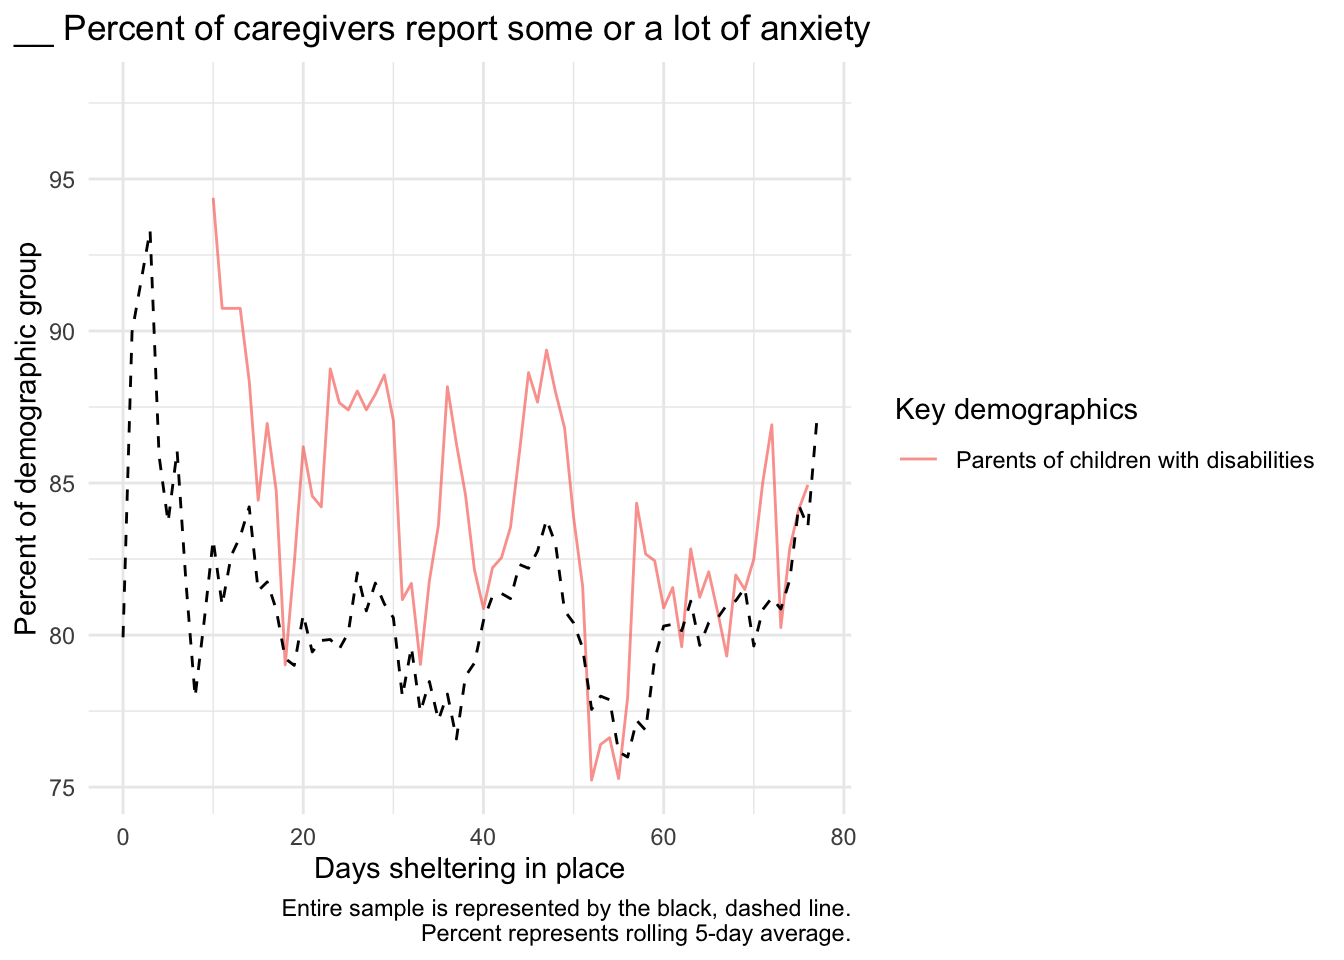 __ Percent of caregivers report some or a lot of anxiety
Percent of demographic group
95
90
85
80
75
0 20 40 60 80
Days sheltering in place
Entire sample is represented by the black, dashed line.
Percent represents rolling 5-day average.
Key demographics
Parents of children with disabilities